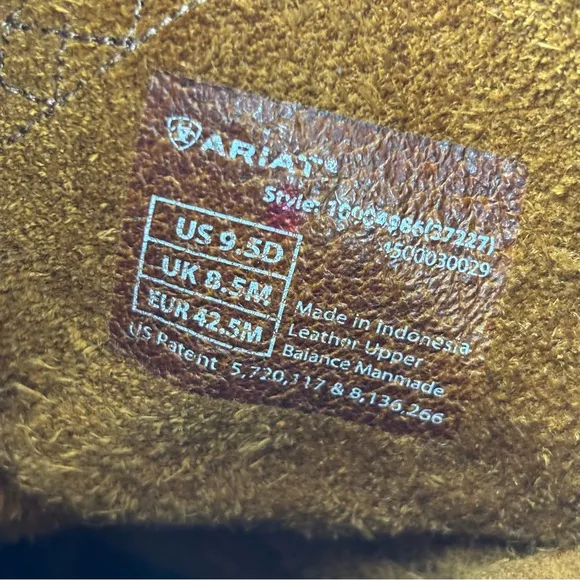 ARIAT®
Style: 10004986(37227)
4500030029
US 9.5D
UK 8.5M
EUR 42.5M
Made in Indonesia
Leather Upper
Balance Manmade
US Patent 5,720,117 & 8,136,266